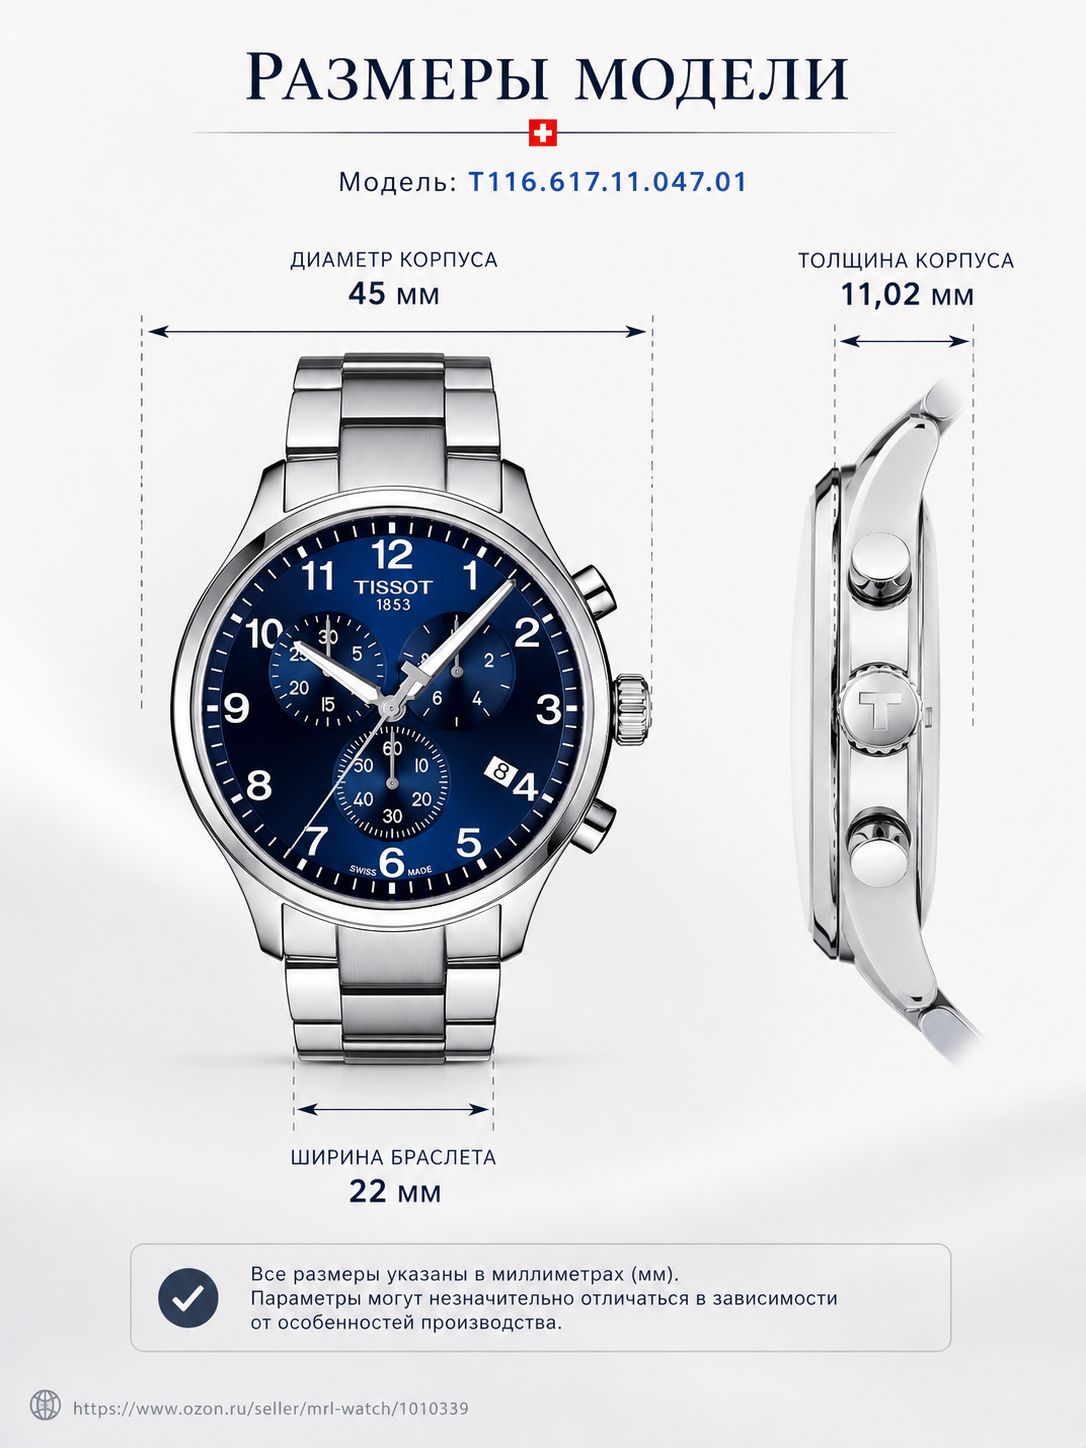 РАЗМЕРЫ МОДЕЛИ
Модель: T116.617.11.047.01
ДИАМЕТР КОРПУСА
45 мм
ТОЛЩИНА КОРПУСА
11,02 мм
12
11
1
TISSOT
1853
10
2
30
25
5
20
15
8
2
6
4
9
3
60
50
10
40
20
30
8
8
4
7
5
6
SWISS MADE
T
ШИРИНА БРАСЛЕТА
22 мм
Все размеры указаны в миллиметрах (мм).
Параметры могут незначительно отличаться в зависимости
от особенностей производства.
https://www.ozon.ru/seller/mrl-watch/1010339